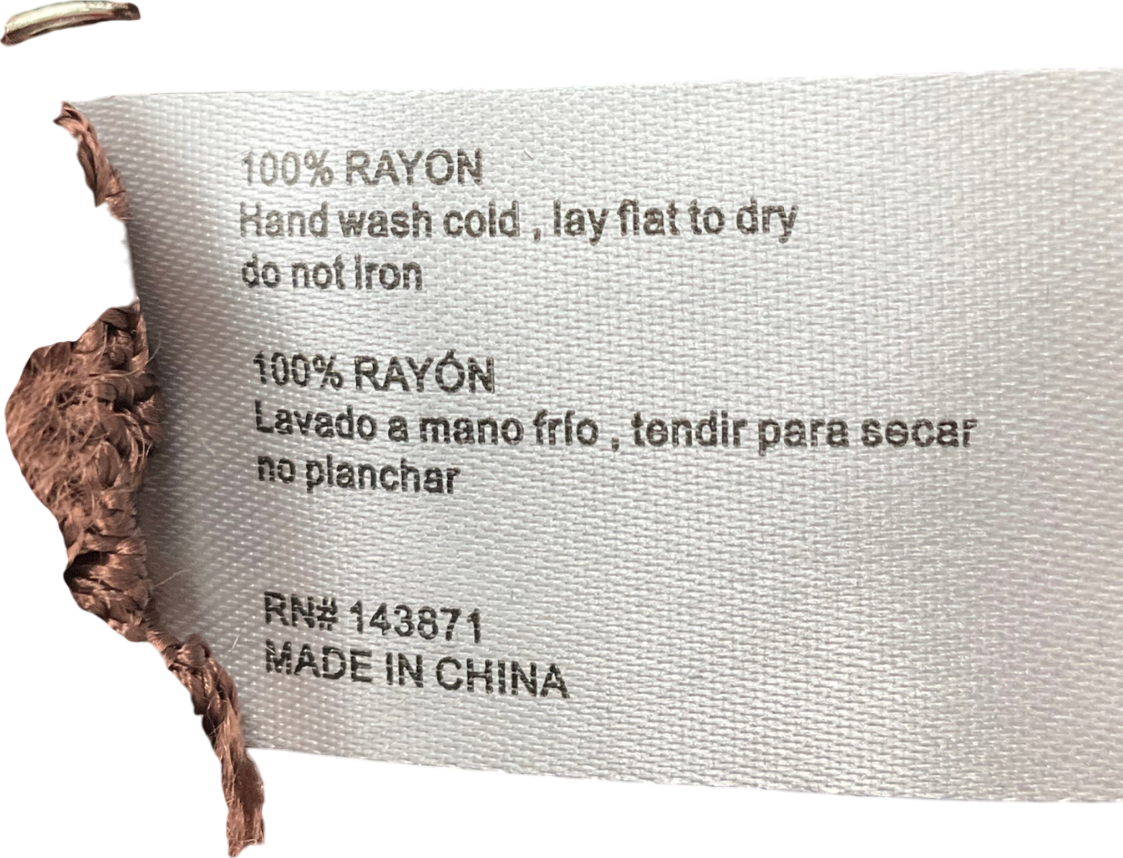 100% RAYON
Hand wash cold , lay flat to dry
do not iron
100% RAYÓN
Lavado a mano frío , tendir para secar
no planchar
RN# 143871
MADE IN CHINA